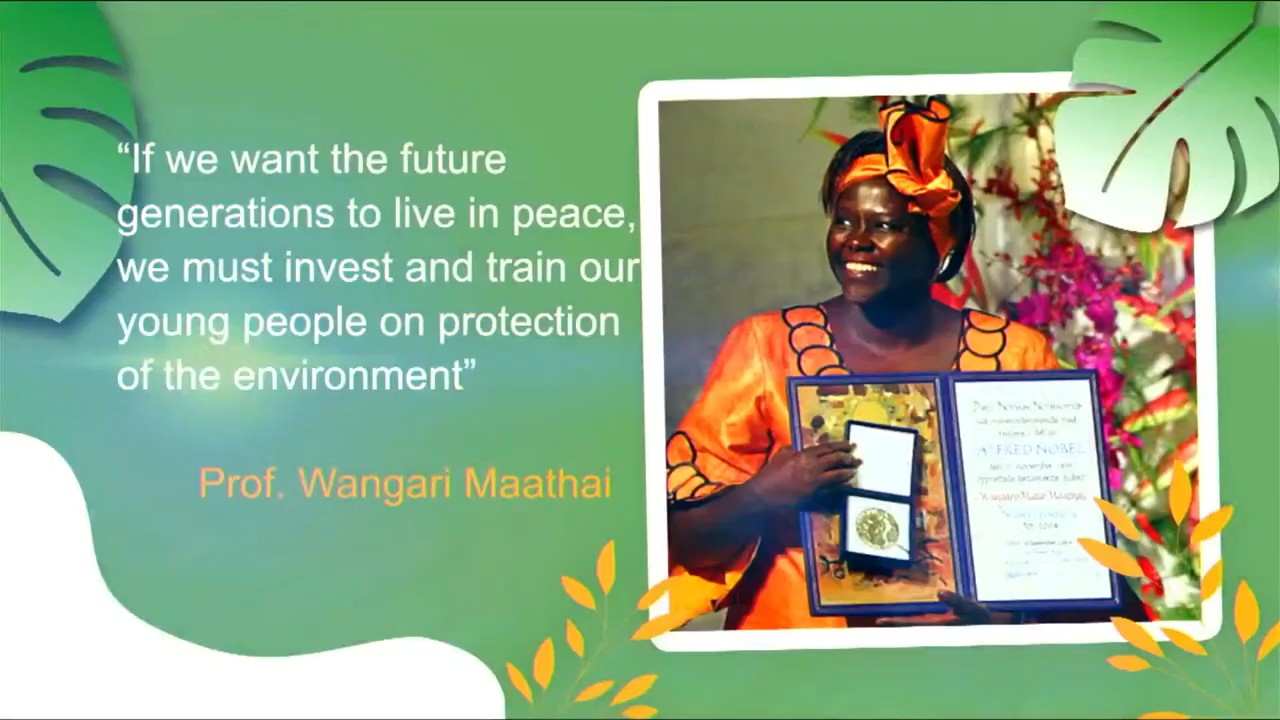 “If we want the future
generations to live in peace,
we must invest and train our
young people on protection
of the environment”
Prof. Wangari Maathai
ALFRED NOBEL